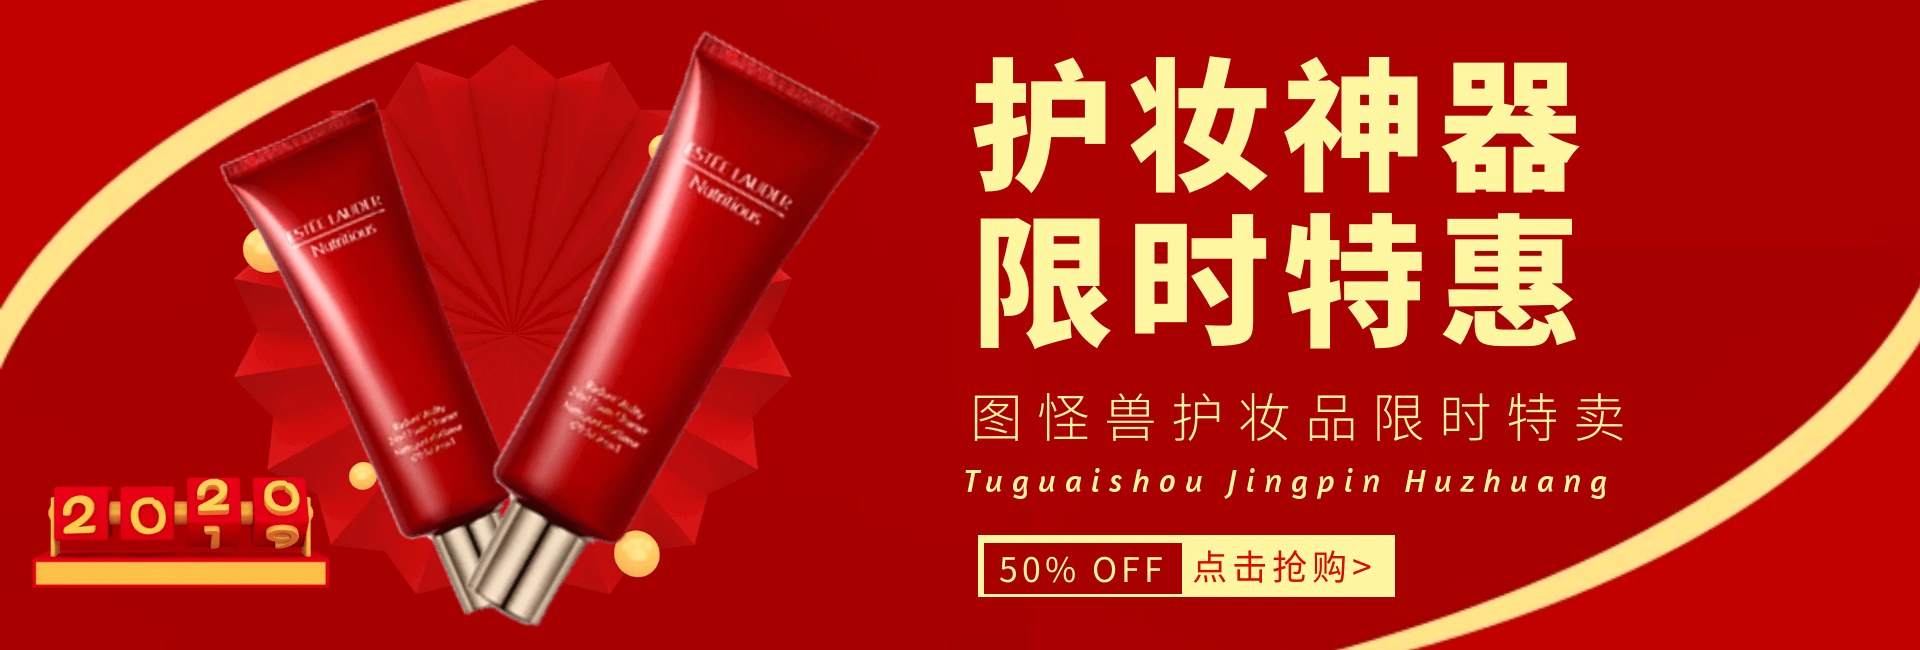 ESTEE LAUDER
Nutritious
ESTEE LAUDER
Nutritious
2020
19
护妆神器
限时特惠
图怪兽护妆品限时特卖
Tuguaishou Jingpin Huzhuang
50% OFF 点击抢购>